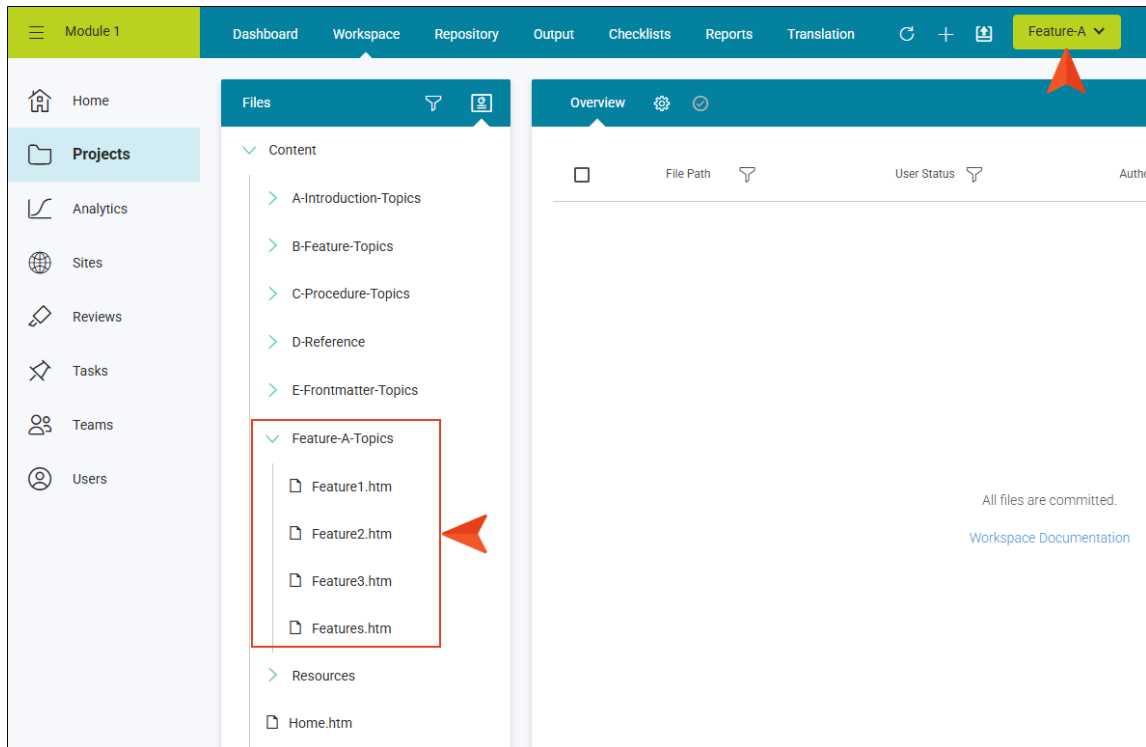 Module 1
Dashboard Workspace Repository Output Checklists Reports Translation Feature-A
Home
Projects
Analytics
Sites
Reviews
Tasks
Teams
Users
Files
Content
A-Introduction-Topics
B-Feature-Topics
C-Procedure-Topics
D-Reference
E-Frontmatter-Topics
Feature-A-Topics
Feature1.htm
Feature2.htm
Feature3.htm
Features.htm
Resources
Home.htm
Overview
File Path User Status Autho
All files are committed.
Workspace Documentation